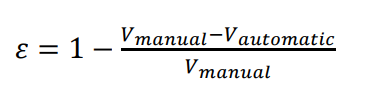 ε = 1 − (V_manual − V_automatic) / V_manual